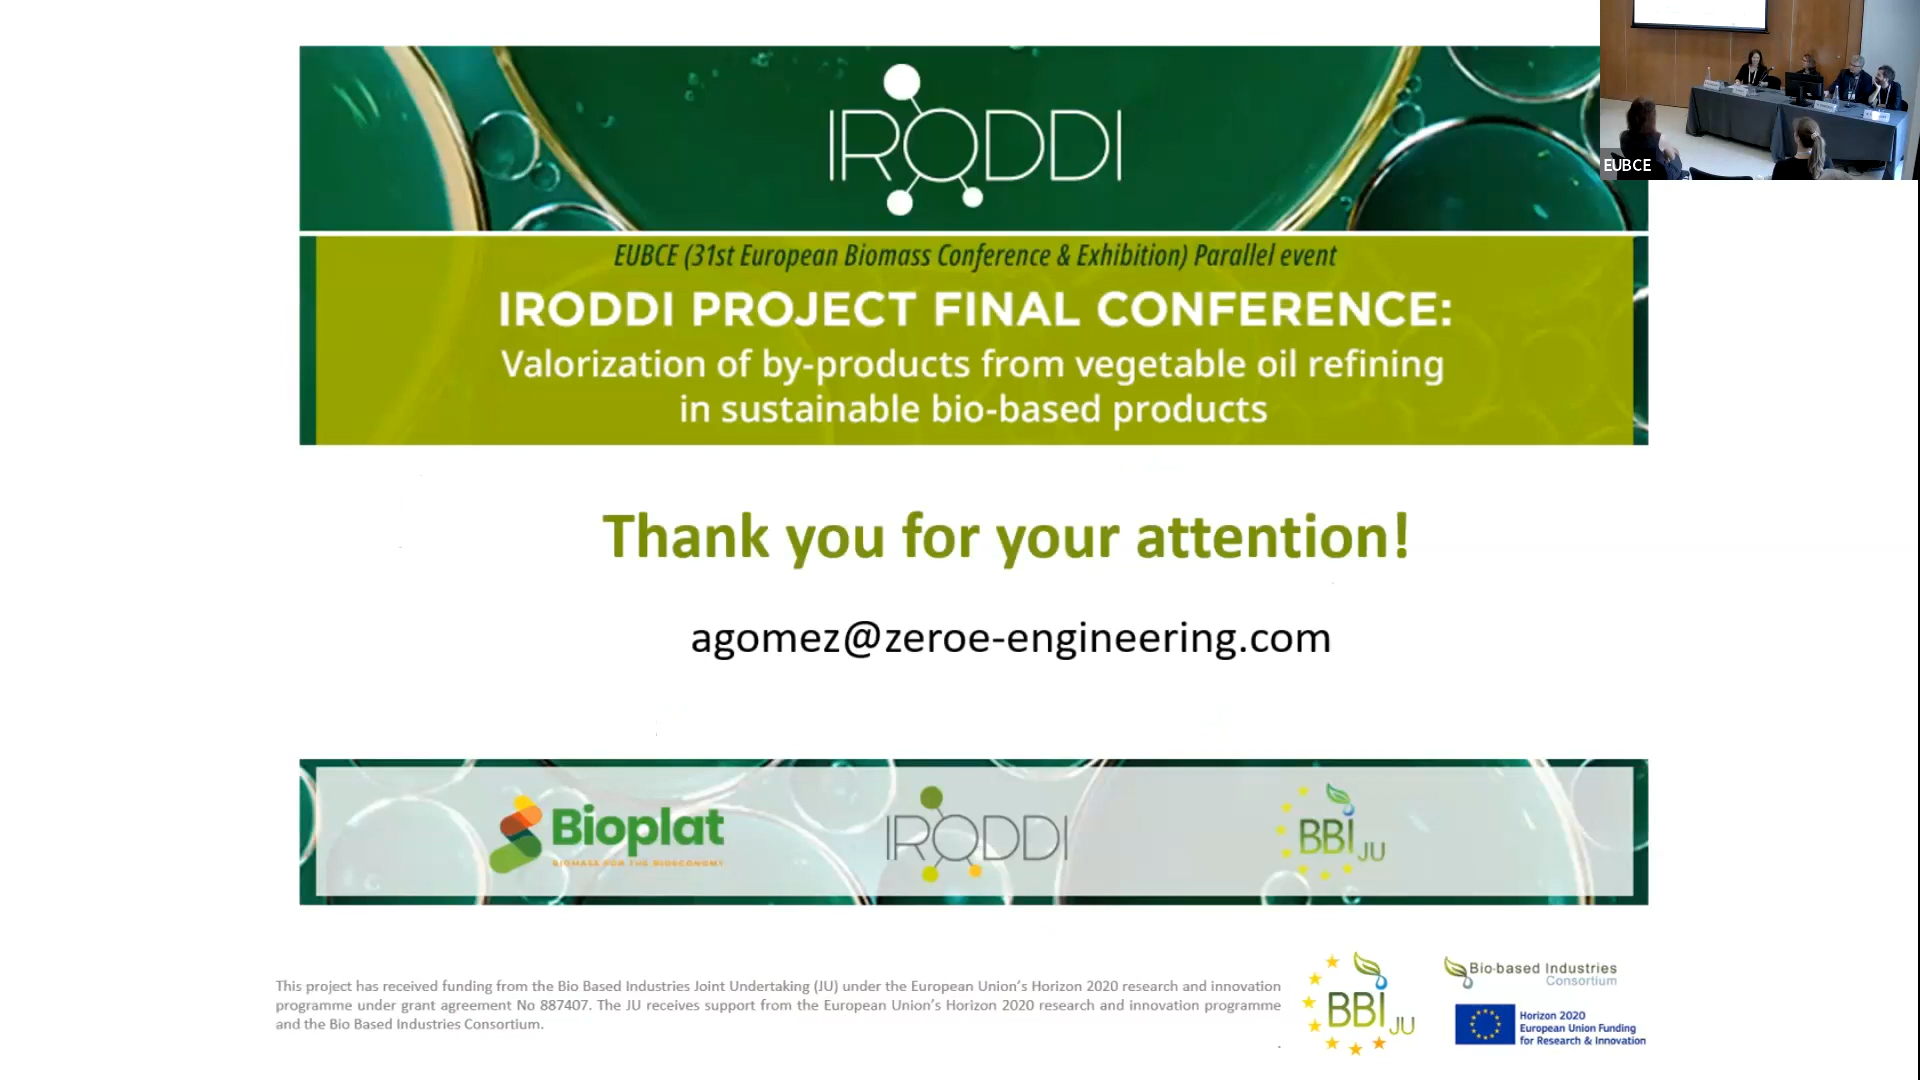 IRODDI
EUBCE
EUBCE (31st European Biomass Conference & Exhibition) Parallel event
IRODDI PROJECT FINAL CONFERENCE:
Valorization of by-products from vegetable oil refining
in sustainable bio-based products
Thank you for your attention!
agomez@zeroe-engineering.com
Bioplat
BIOMASS FOR THE BIOECONOMY
IRODDI
BBI JU
This project has received funding from the Bio Based Industries Joint Undertaking (JU) under the European Union's Horizon 2020 research and innovation
programme under grant agreement No 887407. The JU receives support from the European Union's Horizon 2020 research and innovation programme
and the Bio Based Industries Consortium.
BBI JU
Bio-based Industries
Consortium
Horizon 2020
European Union Funding
for Research & Innovation